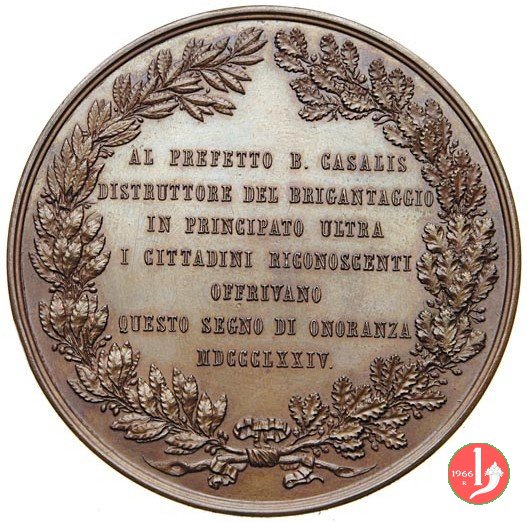 AL PREFETTO B. CASALIS
DISTRUTTORE DEL BRIGANTAGGIO
IN PRINCIPATO ULTRA
I CITTADINI RICONOSCENTI
OFFRIVANO
QUESTO SEGNO DI ONORANZA
MDCCCLXXIV.
1966